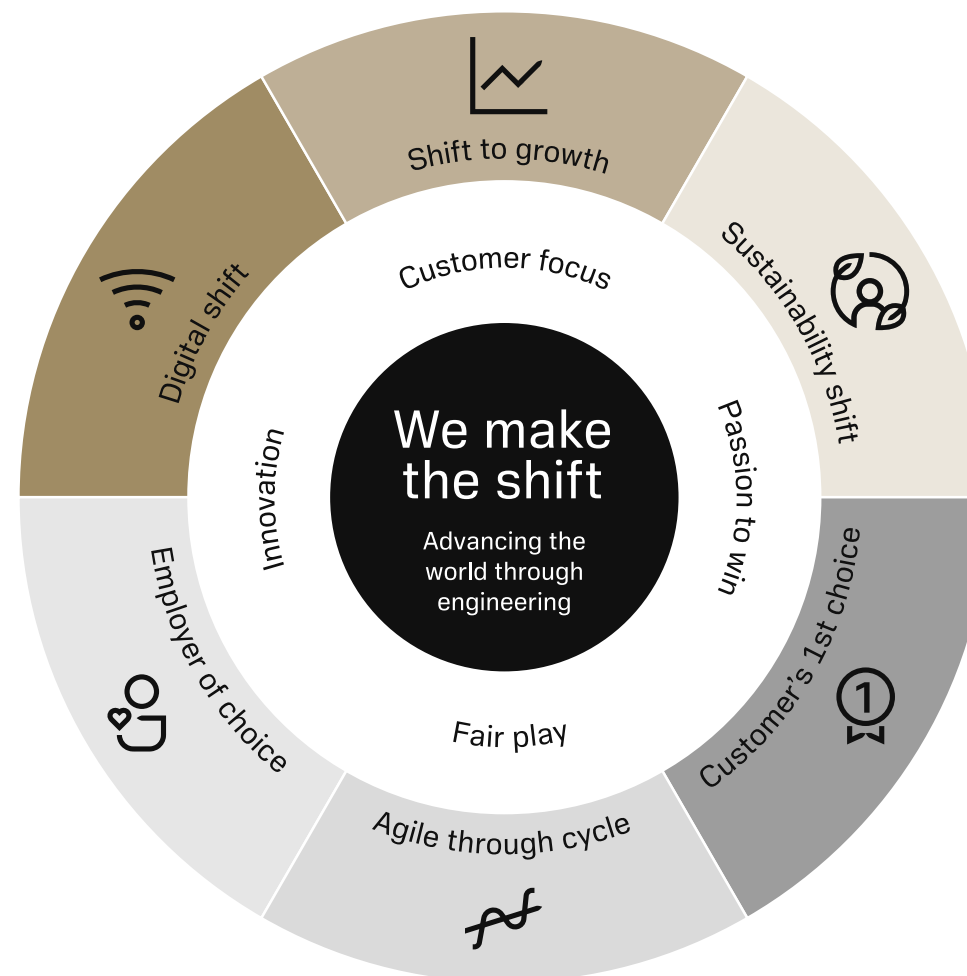 Shift to growth
Sustainability shift
Customer's 1st choice
Agile through cycle
Employer of choice
Digital shift
Customer focus
Passion to win
Fair play
Innovation
We make
the shift
Advancing the
world through
engineering
1